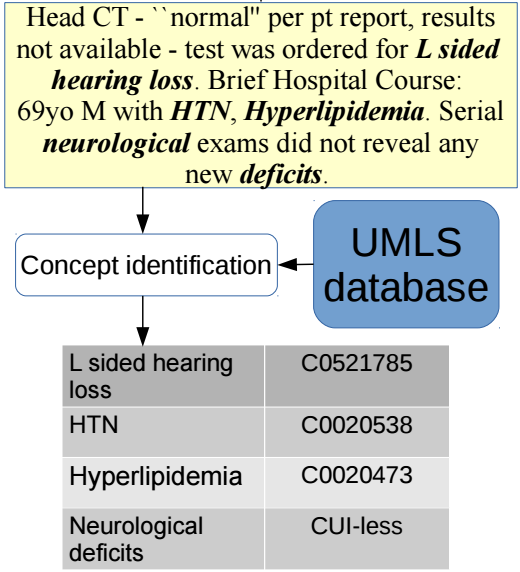 Head CT - ``normal'' per pt report, results
not available - test was ordered for L sided
hearing loss. Brief Hospital Course:
69yo M with HTN, Hyperlipidemia. Serial
neurological exams did not reveal any
new deficits.
Concept identification
UMLS
database
L sided hearing
loss
C0521785
HTN
C0020538
Hyperlipidemia
C0020473
Neurological
deficits
CUI-less